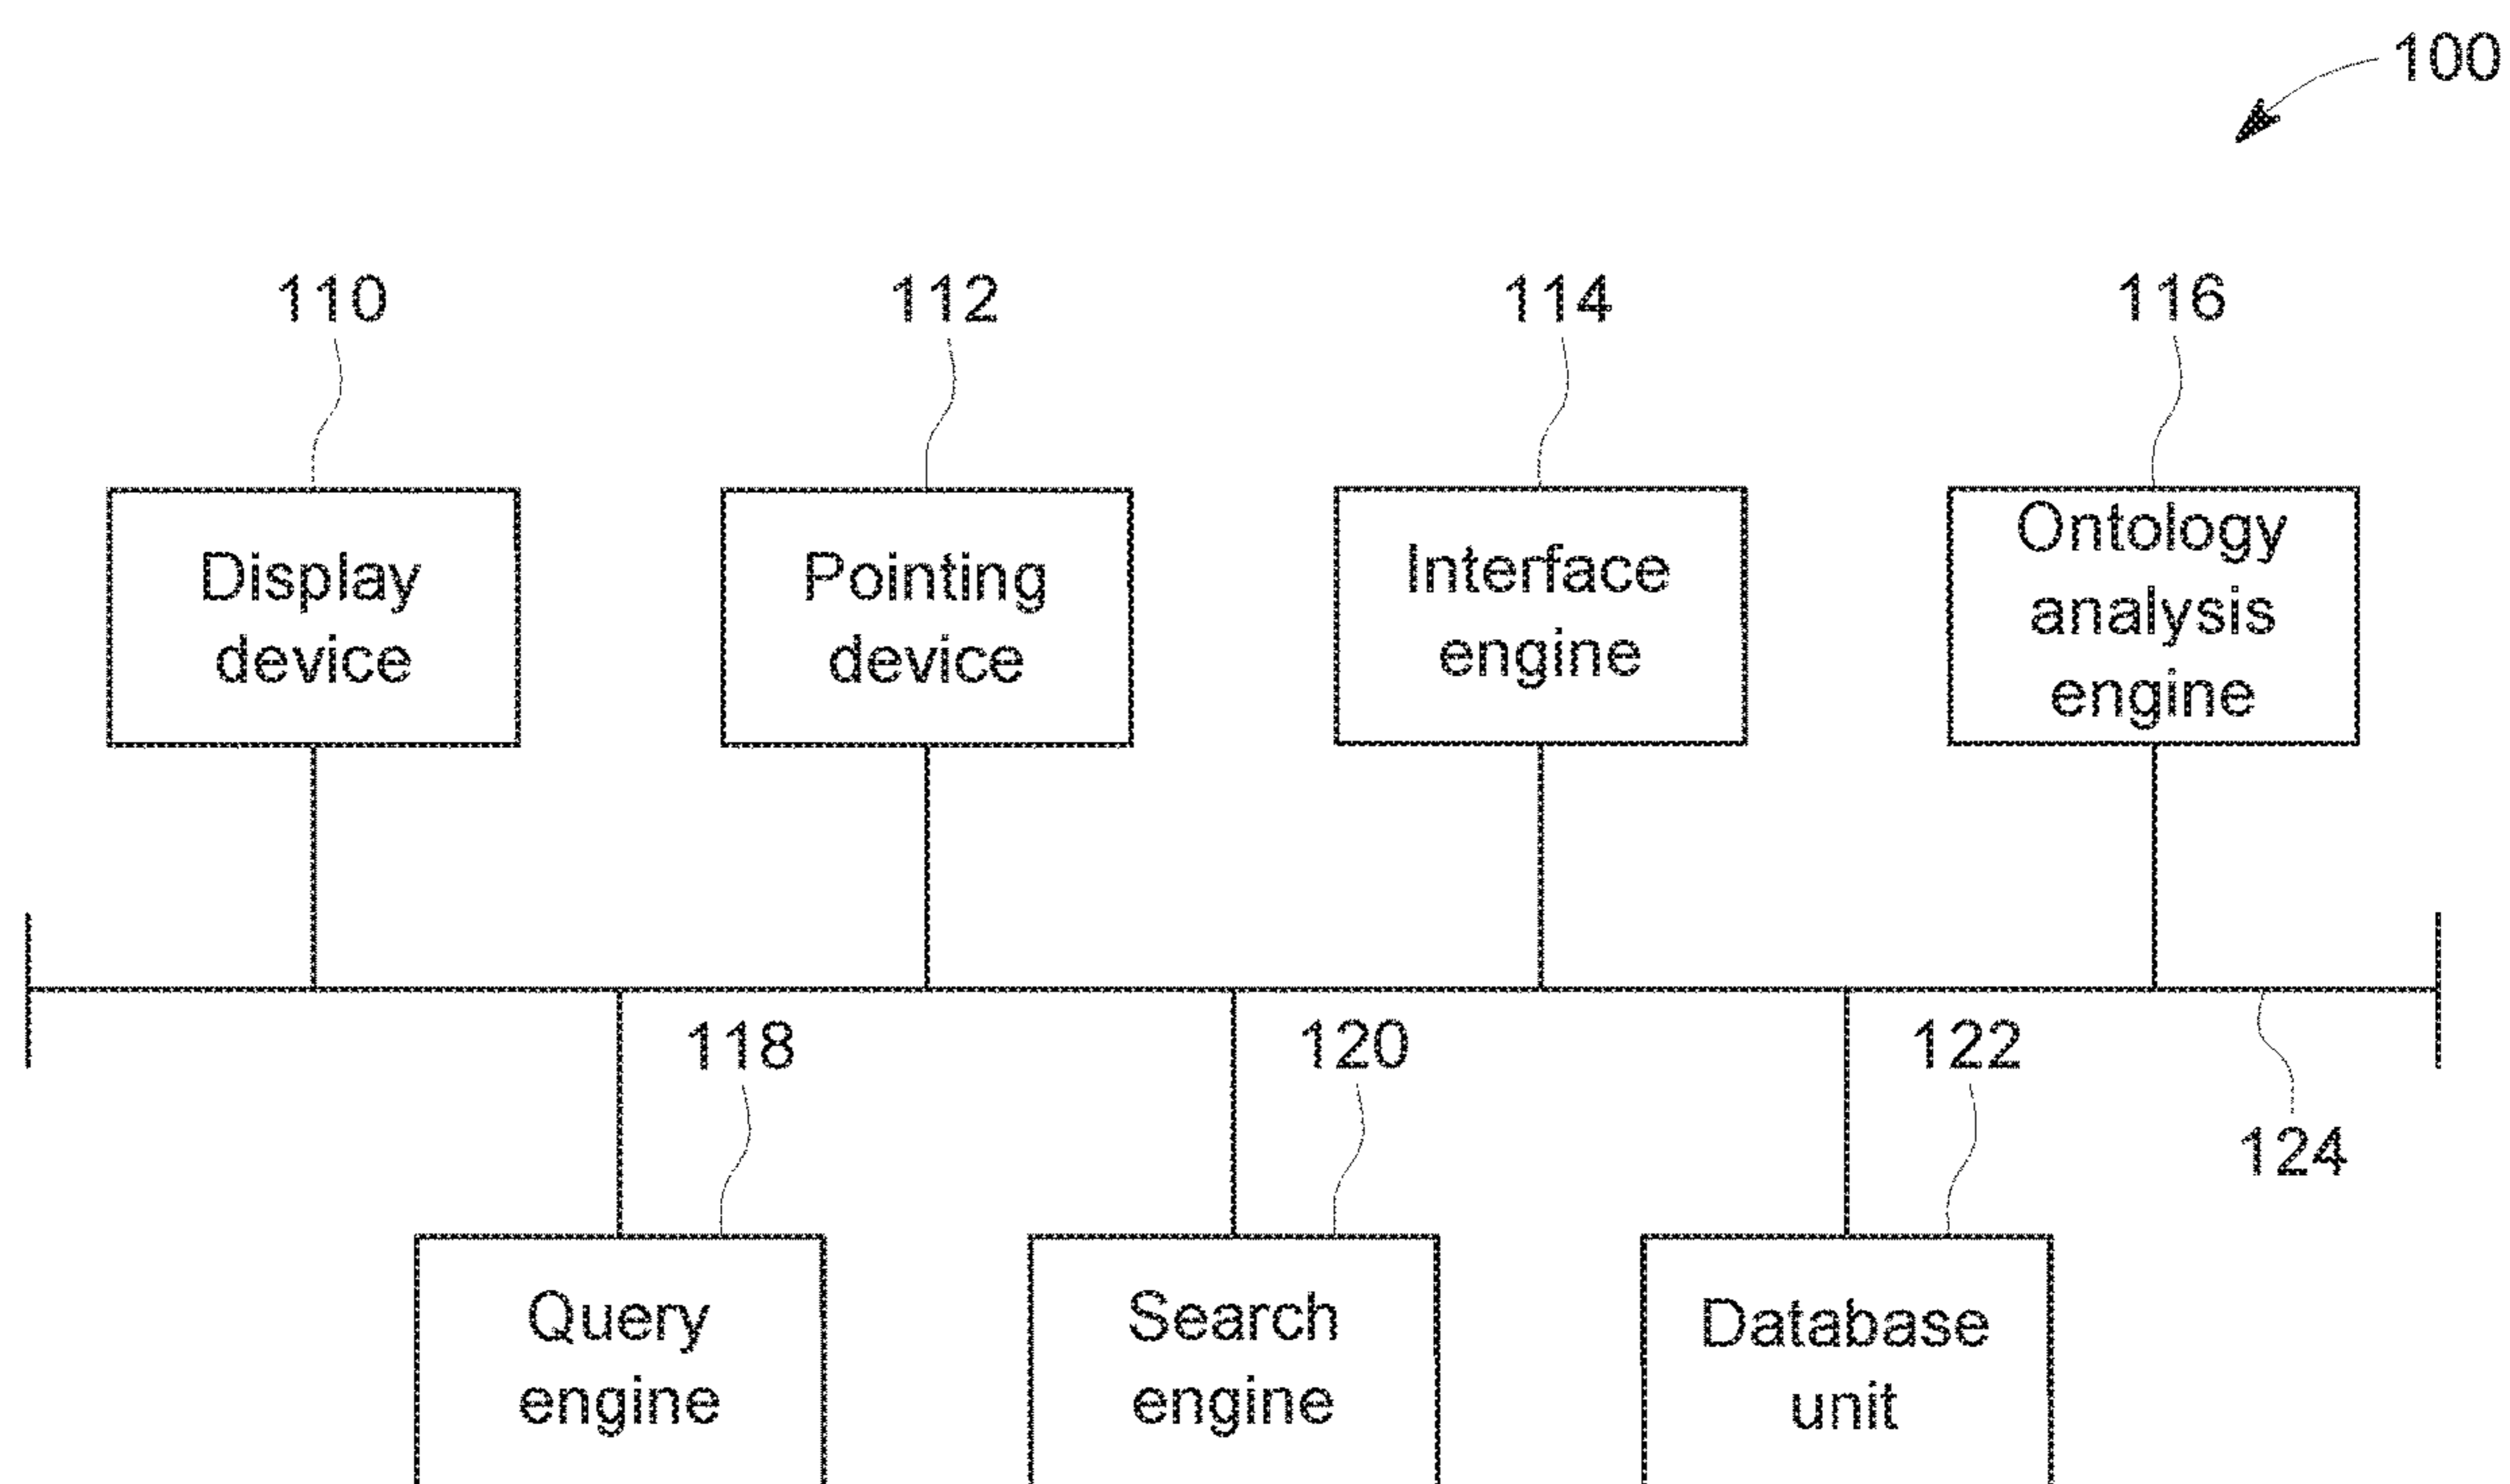 100
110
112
114
116
Display
device
Pointing
device
Interface
engine
Ontology
analysis
engine
118
120
122
124
Query
engine
Search
engine
Database
unit